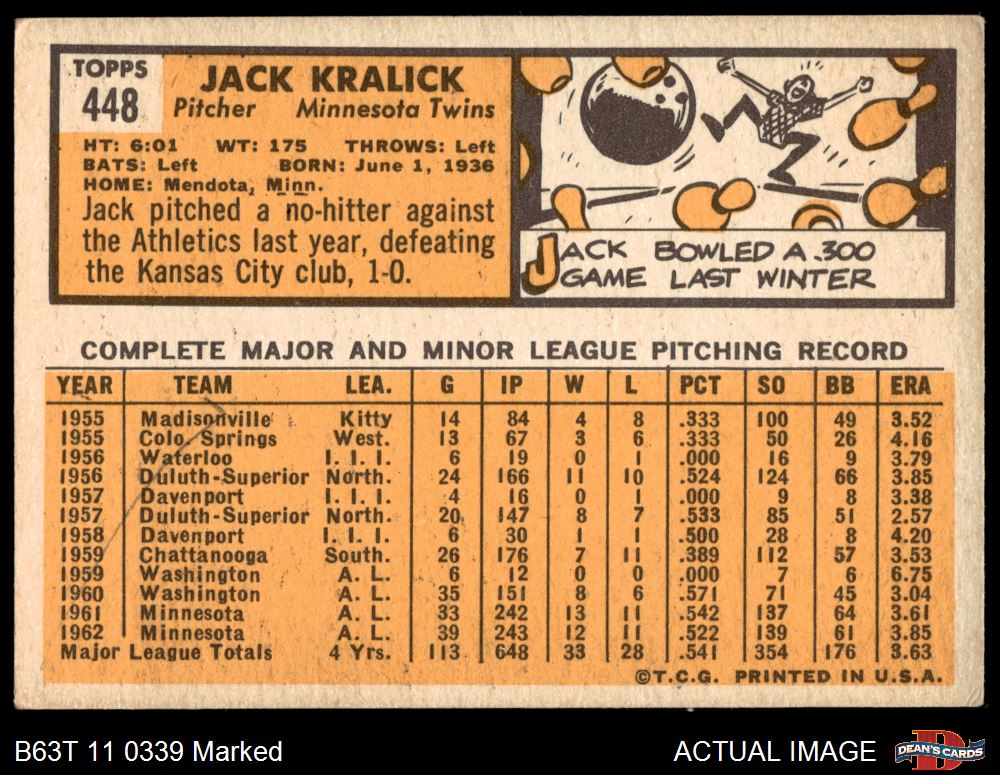 TOPPS
448
JACK KRALICK
Pitcher Minnesota Twins
HT: 6:01 WT: 175 THROWS: Left
BATS: Left BORN: June 1, 1936
HOME: Mendota, Minn.
Jack pitched a no-hitter against
the Athletics last year, defeating
the Kansas City club, 1-0.
JACK BOWLED A .300
GAME LAST WINTER
COMPLETE MAJOR AND MINOR LEAGUE PITCHING RECORD
YEAR TEAM LEA. G IP W L PCT SO BB ERA
1955 Madisonville Kitty 14 84 4 8 .333 100 49 3.52
1955 Colo. Springs West. 13 67 3 6 .333 50 26 4.16
1956 Waterloo I. I. I. 6 19 0 1 .000 16 9 3.79
1956 Duluth-Superior North. 24 166 11 10 .524 124 66 3.85
1957 Davenport I. I. I. 4 16 0 1 .000 9 8 3.38
1957 Duluth-Superior North. 20 147 8 7 .533 85 51 2.57
1958 Davenport I. I. I. 6 30 1 1 .500 28 8 4.20
1959 Chattanooga South. 26 176 7 11 .389 112 57 3.53
1959 Washington A. L. 6 12 0 0 .000 7 6 6.75
1960 Washington A. L. 35 151 8 6 .571 71 45 3.04
1961 Minnesota A. L. 33 242 13 11 .542 137 64 3.61
1962 Minnesota A. L. 39 243 12 11 .522 139 61 3.85
Major League Totals 4 Yrs. 113 648 33 28 .541 354 176 3.63
©T.C.G. PRINTED IN U.S.A.
B63T 11 0339 Marked
ACTUAL IMAGE
DEAN'S CARDS